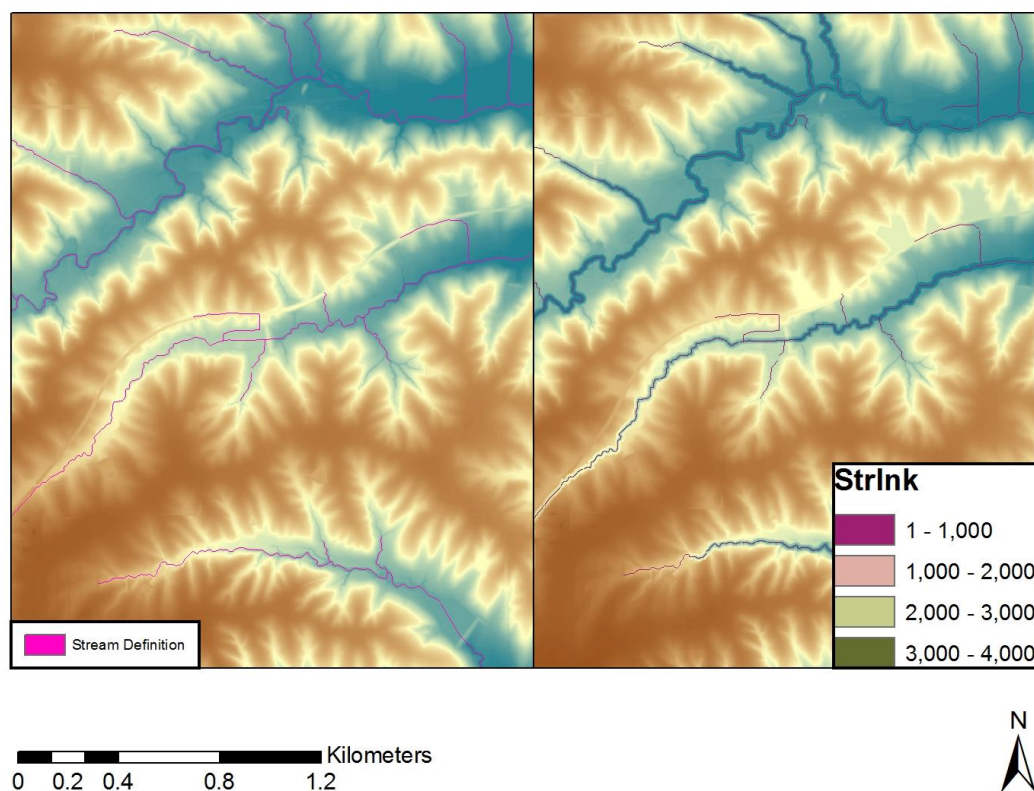 Stream Definition
StrInk
1 - 1,000
1,000 - 2,000
2,000 - 3,000
3,000 - 4,000
Kilometers
0 0.2 0.4 0.8 1.2
N